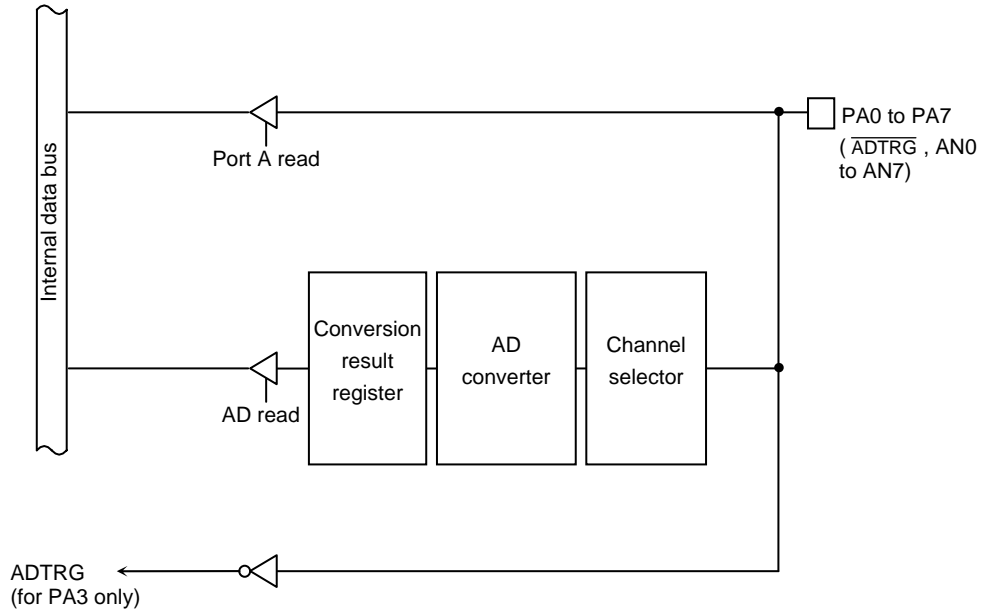 Internal data bus
Port A read
PA0 to PA7
( ADTRG , AN0
to AN7)
Conversion
result
register
AD
converter
Channel
selector
AD read
ADTRG
(for PA3 only)